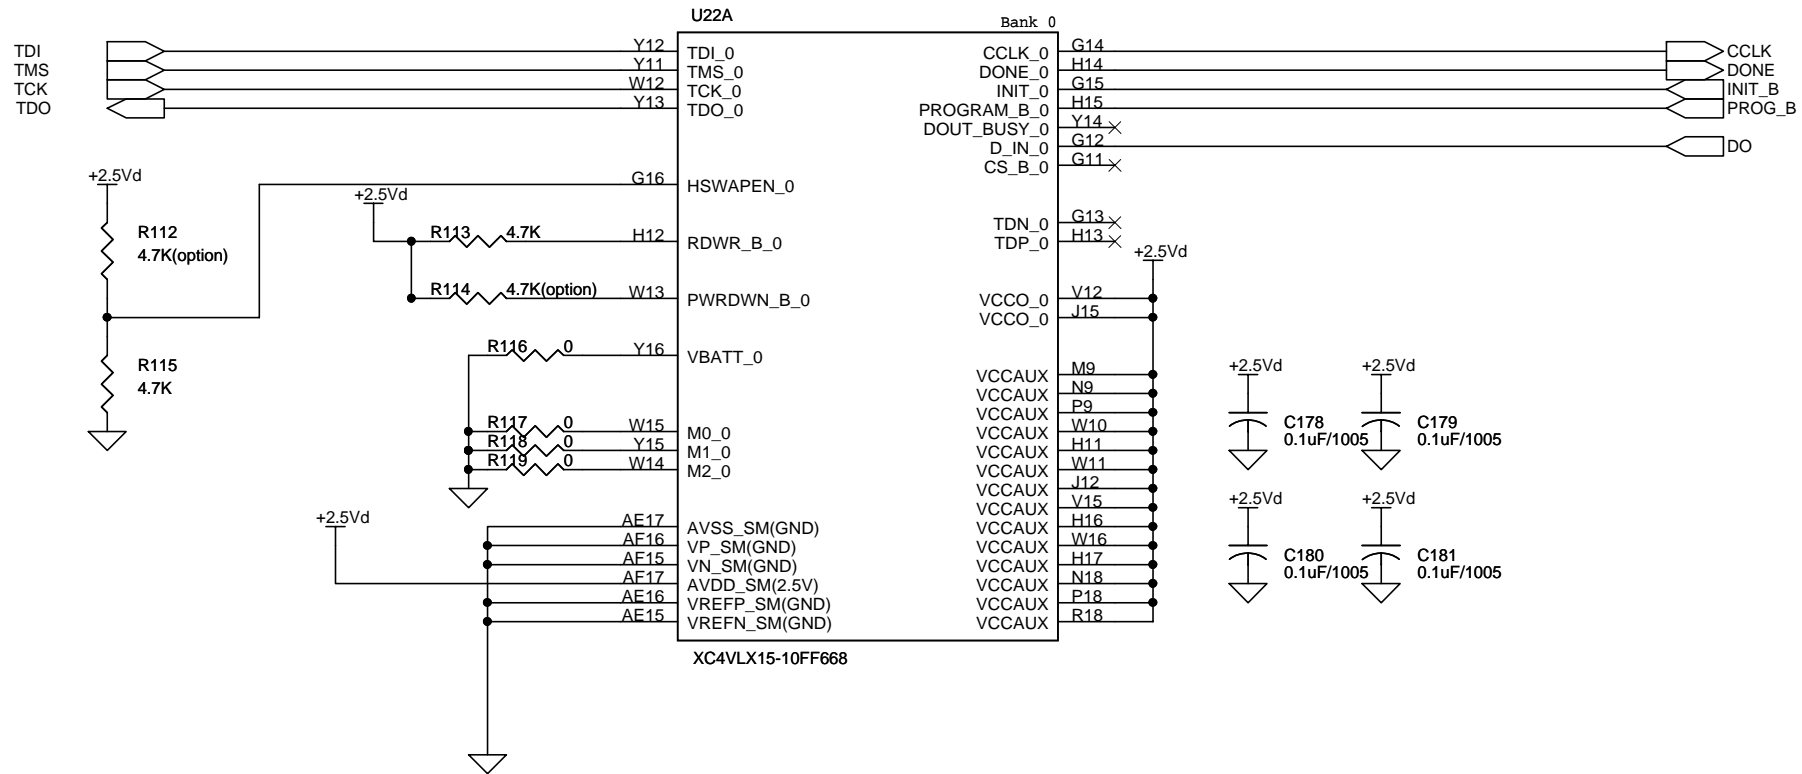 U22A
Bank 0
TDI
TMS
TCK
TDO
Y12
Y11
W12
Y13
TDI_0
TMS_0
TCK_0
TDO_0
CCLK_0
DONE_0
INIT_0
PROGRAM_B_0
DOUT_BUSY_0
D_IN_0
CS_B_0
G14
H14
G15
H15
Y14
G12
G11
CCLK
DONE
INIT_B
PROG_B
DO
+2.5Vd
R112
4.7K(option)
R115
4.7K
G16
HSWAPEN_0
+2.5Vd
R113 4.7K
H12
RDWR_B_0
R114 4.7K(option)
W13
PWRDWN_B_0
TDN_0
TDP_0
G13
H13
+2.5Vd
VCCO_0
VCCO_0
V12
J15
R116 0
Y16
VBATT_0
R117 0
R118 0
R119 0
W15
Y15
W14
M0_0
M1_0
M2_0
VCCAUX
VCCAUX
VCCAUX
VCCAUX
VCCAUX
VCCAUX
VCCAUX
VCCAUX
VCCAUX
VCCAUX
VCCAUX
VCCAUX
VCCAUX
VCCAUX
M9
N9
P9
W10
H11
W11
J12
V15
H16
W16
H17
N18
P18
R18
+2.5Vd
C178
0.1uF/1005
+2.5Vd
C179
0.1uF/1005
+2.5Vd
C180
0.1uF/1005
+2.5Vd
C181
0.1uF/1005
+2.5Vd
AE17
AF16
AF15
AF17
AE16
AE15
AVSS_SM(GND)
VP_SM(GND)
VN_SM(GND)
AVDD_SM(2.5V)
VREFP_SM(GND)
VREFN_SM(GND)
XC4VLX15-10FF668